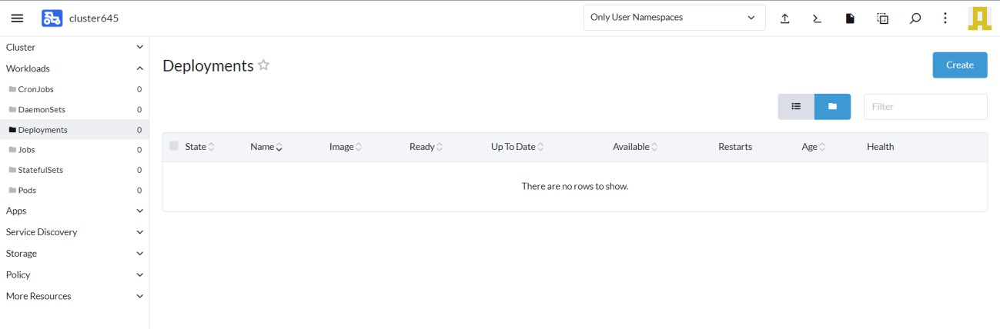 cluster645
Only User Namespaces
Cluster
Workloads
CronJobs 0
DaemonSets 0
Deployments 0
Jobs 0
StatefulSets 0
Pods 0
Apps
Service Discovery
Storage
Policy
More Resources
Deployments
Create
Filter
State Name Image Ready Up To Date Available Restarts Age Health
There are no rows to show.